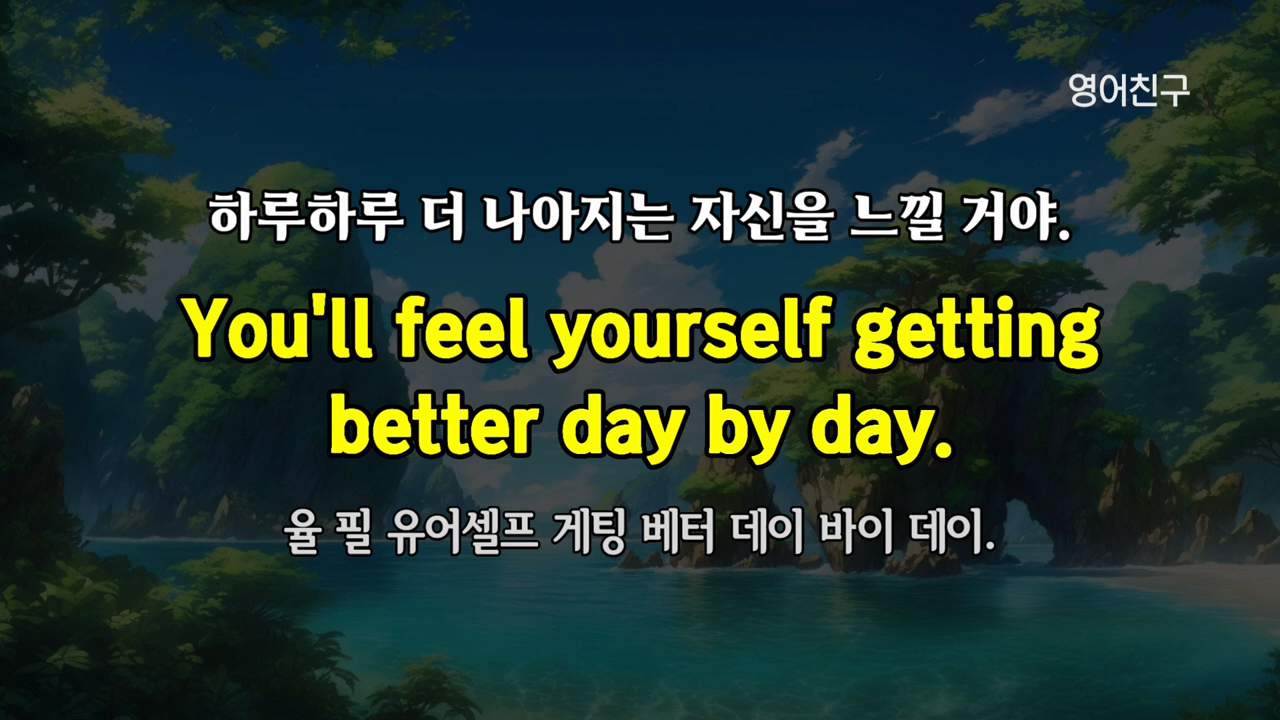 영어친구
하루하루 더 나아지는 자신을 느낄 거야.
You'll feel yourself getting
better day by day.
율 필 유어셀프 게팅 베터 데이 바이 데이.